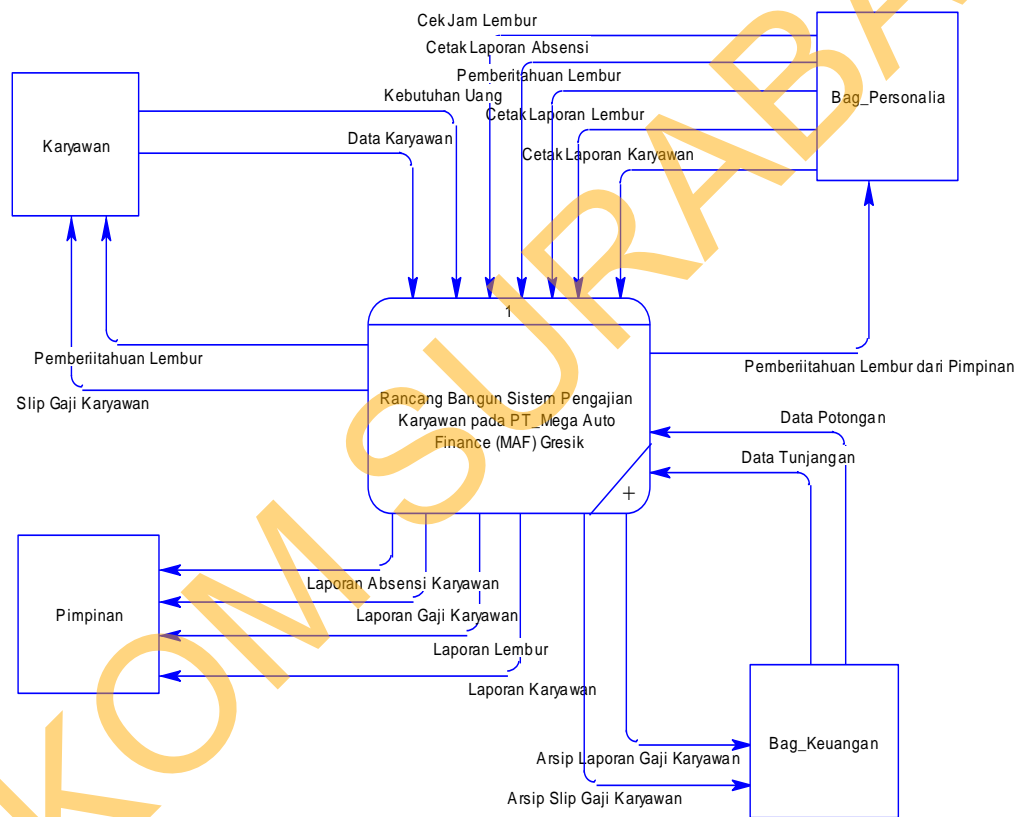 Cek Jam Lembur
Cetak Laporan Absensi
Pemberitahuan Lembur
Kebutuhan Uang
Bag_Personalia
Cetak Laporan Lembur
Data Karyawan
Karyawan
Cetak Laporan Karyawan
1
Pemberiitahuan Lembur
Pemberiitahuan Lembur dari Pimpinan
Slip Gaji Karyawan
Rancang Bangun Sistem Pengajian
Karyawan pada PT_Mega Auto
Finance (MAF) Gresik
Data Potongan
Data Tunjangan
+
Laporan Absensi Karyawan
Pimpinan
Laporan Gaji Karyawan
Laporan Lembur
Laporan Karyawan
Bag_Keuangan
Arsip Laporan Gaji Karyawan
Arsip Slip Gaji Karyawan
KOM SURABA